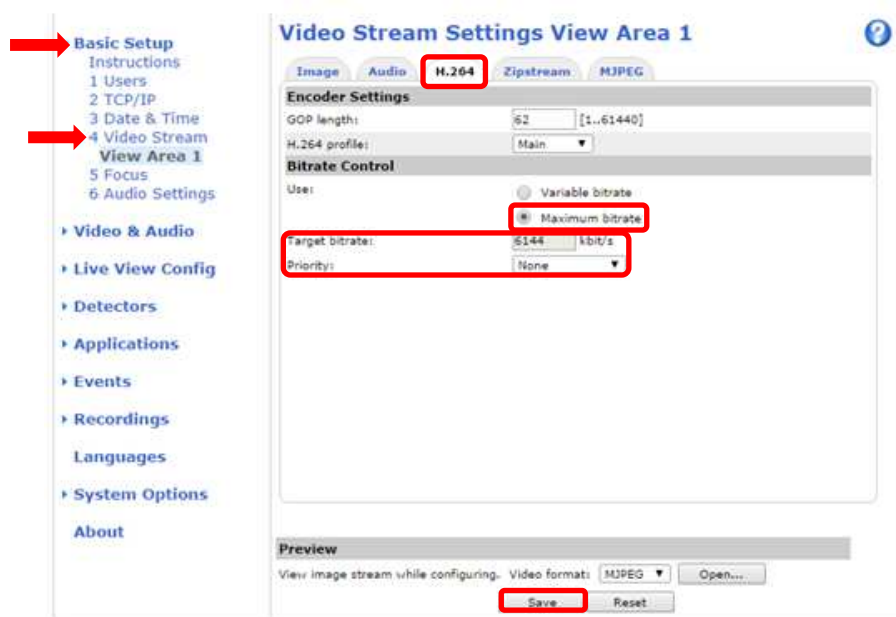 Basic Setup
Instructions
1 Users
2 TCP/IP
3 Date & Time
4 Video Stream
View Area 1
5 Focus
6 Audio Settings
Video & Audio
Live View Config
Detectors
Applications
Events
Recordings
Languages
System Options
About
Video Stream Settings View Area 1
?
Image Audio H.264 Zipstream MJPEG
Encoder Settings
GOP length: 62 [1..61440]
H.264 profile: Main
Bitrate Control
Use: Variable bitrate
Maximum bitrate
Target bitrate: 6144 kbit/s
Priority: None
Preview
View image stream while configuring. Video format: MJPEG Open...
Save Reset